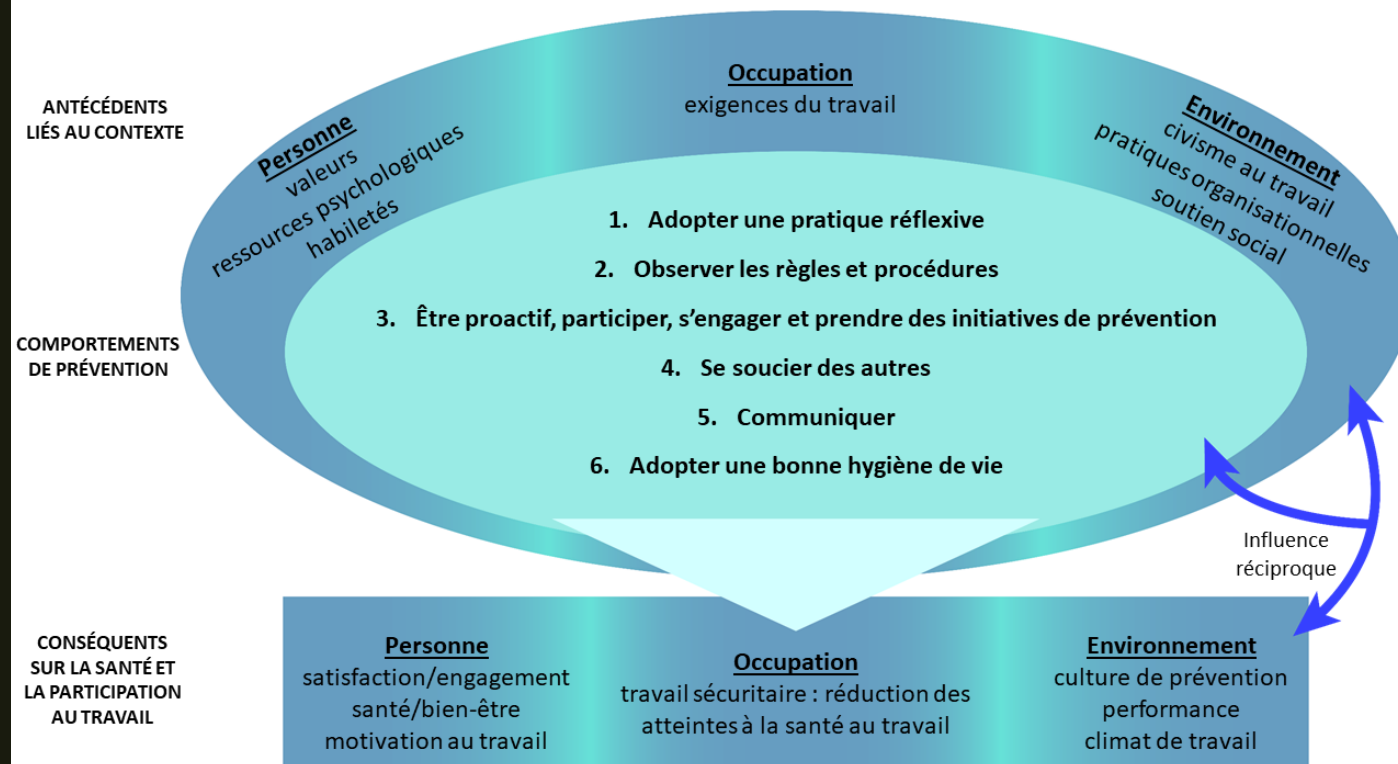 ANTÉCÉDENTS
LIÉS AU CONTEXTE
Personne
valeurs
ressources psychologiques
habiletés
Occupation
exigences du travail
Environnement
civisme au travail
pratiques organisationnelles
soutien social
COMPORTEMENTS
DE PRÉVENTION
1. Adopter une pratique réflexive
2. Observer les règles et procédures
3. Être proactif, participer, s’engager et prendre des initiatives de prévention
4. Se soucier des autres
5. Communiquer
6. Adopter une bonne hygiène de vie
Influence
réciproque
CONSÉQUENTS
SUR LA SANTÉ ET
LA PARTICIPATION
AU TRAVAIL
Personne
satisfaction/engagement
santé/bien-être
motivation au travail
Occupation
travail sécuritaire : réduction des
atteintes à la santé au travail
Environnement
culture de prévention
performance
climat de travail